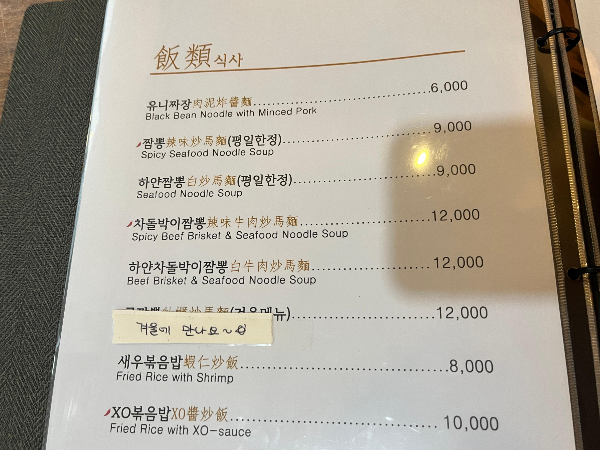 飯類 식사
유니짜장肉泥炸醬麵 6,000
Black Bean Noodle with Minced Pork
짬뽕辣味炒馬麵(평일한정) 9,000
Spicy Seafood Noodle Soup
하얀짬뽕白炒馬麵(평일한정) 9,000
Seafood Noodle Soup
차돌박이짬뽕辣味牛肉炒馬麵 12,000
Spicy Beef Brisket & Seafood Noodle Soup
하얀차돌박이짬뽕白牛肉炒馬麵 12,000
Beef Brisket & Seafood Noodle Soup
炒馬麵(겨울메뉴) 12,000
겨울에 만나요~
새우볶음밥蝦仁炒飯 8,000
Fried Rice with Shrimp
XO볶음밥XO醬炒飯 10,000
Fried Rice with XO-sauce